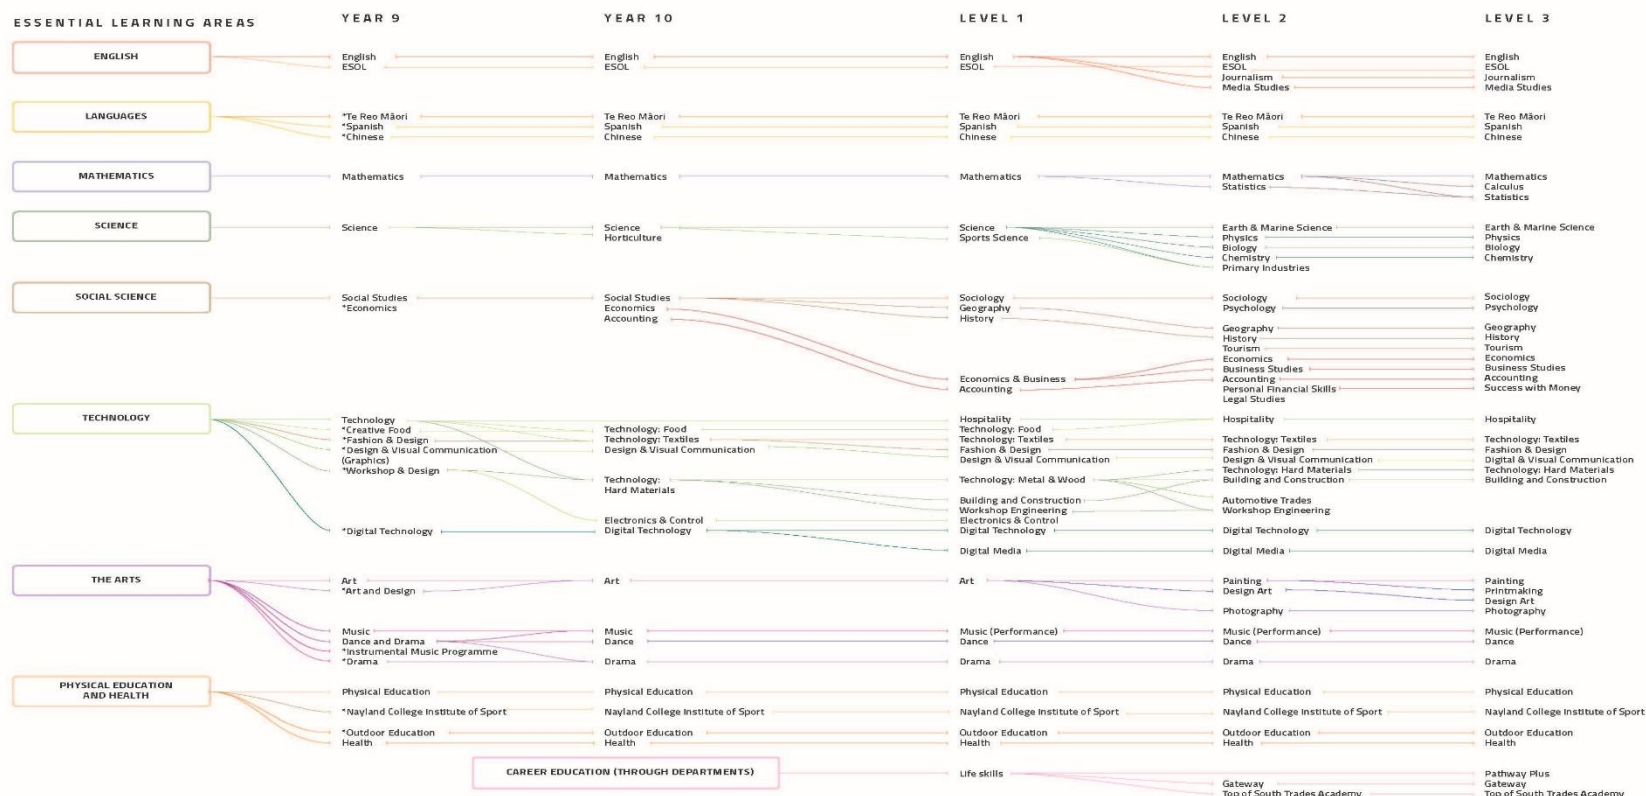 ESSENTIAL LEARNING AREAS YEAR 9 YEAR 10 LEVEL 1 LEVEL 2 LEVEL 3
ENGLISH English English English English English
ESOL ESOL ESOL ESOL ESOL
Journalism Journalism
Media Studies Media Studies
LANGUAGES *Te Reo Māori Te Reo Māori Te Reo Māori Te Reo Māori Te Reo Māori
*Spanish Spanish Spanish Spanish Spanish
*Chinese Chinese Chinese Chinese Chinese
MATHEMATICS Mathematics Mathematics Mathematics Mathematics Mathematics
Statistics Calculus
Statistics
SCIENCE Science Science Science Earth & Marine Science Earth & Marine Science
Horticulture Sports Science Physics Physics
Biology Biology
Chemistry Chemistry
Primary Industries
SOCIAL SCIENCE Social Studies Social Studies Sociology Sociology Sociology
*Economics Economics Geography Psychology Psychology
Accounting History
Geography Geography
History History
Tourism Tourism
Economics Economics
Business Studies Business Studies
Economics & Business Accounting Accounting
Accounting Personal Financial Skills Success with Money
Legal Studies
TECHNOLOGY Technology Hospitality Hospitality Hospitality
*Creative Food Technology: Food Technology: Food
*Fashion & Design Technology: Textiles Technology: Textiles Technology: Textiles Technology: Textiles
*Design & Visual Communication Design & Visual Communication Fashion & Design Fashion & Design Fashion & Design
(Graphics) Design & Visual Communication Design & Visual Communication Digital & Visual Communication
*Workshop & Design Technology: Hard Materials Technology: Hard Materials
Technology: Technology: Metal & Wood Building and Construction Building and Construction
Hard Materials
Building and Construction Automotive Trades
Workshop Engineering Workshop Engineering
Electronics & Control Electronics & Control
*Digital Technology Digital Technology Digital Technology Digital Technology Digital Technology
Digital Media Digital Media Digital Media
THE ARTS Art Art Art Painting Painting
*Art and Design Design Art Printmaking
Design Art
Photography Photography
Music Music Music (Performance) Music (Performance) Music (Performance)
Dance and Drama Dance Dance Dance Dance
*Instrumental Music Programme
*Drama Drama Drama Drama Drama
PHYSICAL EDUCATION
AND HEALTH Physical Education Physical Education Physical Education Physical Education Physical Education
*Nayland College Institute of Sport Nayland College Institute of Sport Nayland College Institute of Sport Nayland College Institute of Sport Nayland College Institute of Sport
*Outdoor Education Outdoor Education Outdoor Education Outdoor Education Outdoor Education
Health Health Health Health Health
CAREER EDUCATION (THROUGH DEPARTMENTS) Life skills Pathway Plus
Gateway Gateway
Top of South Trades Academy Top of South Trades Academy